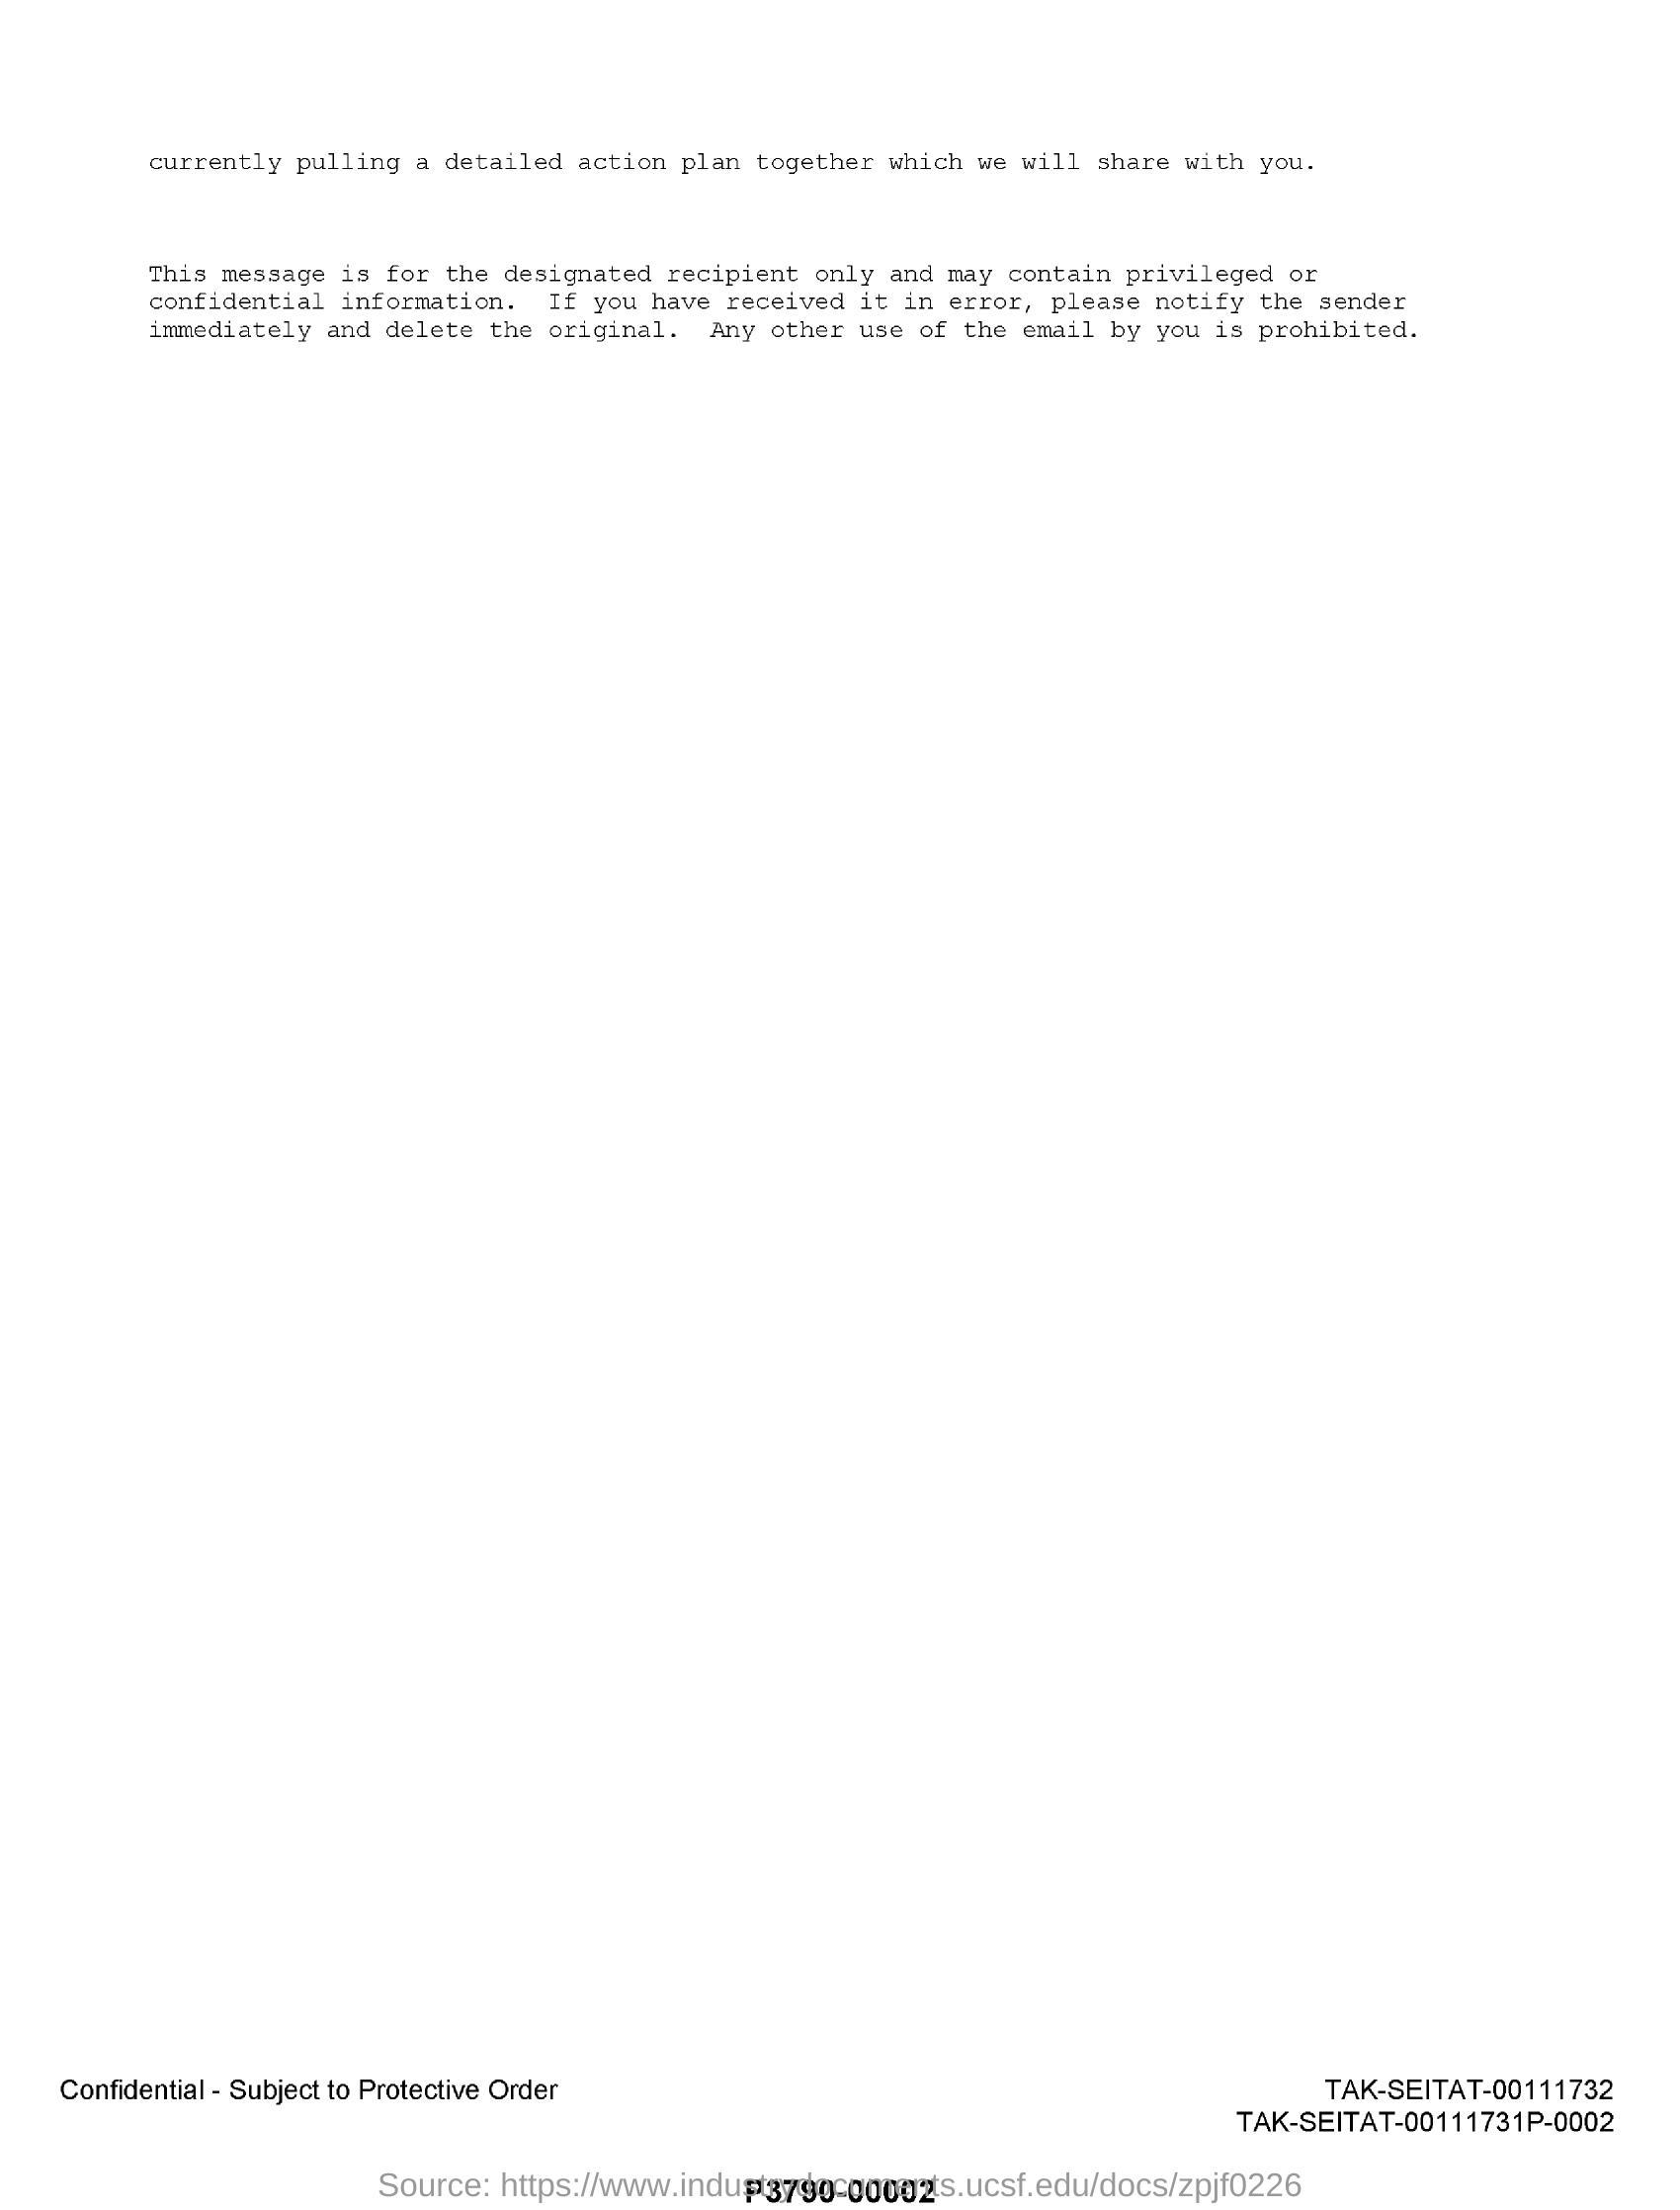 currently pulling a detailed action plan together which we will share with you.
This message is for the designated recipient only and may contain privileged or
confidential information.  If you have received it in error, please notify the sender
immediately and delete the original.  Any other use of the email by you is prohibited.
Confidential - Subject to Protective Order
TAK-SEITAT-00111732
TAK-SEITAT-00111731P-0002
Source: https://www.industrydocuments.ucsf.edu/docs/zpjf0226
P3790-00002